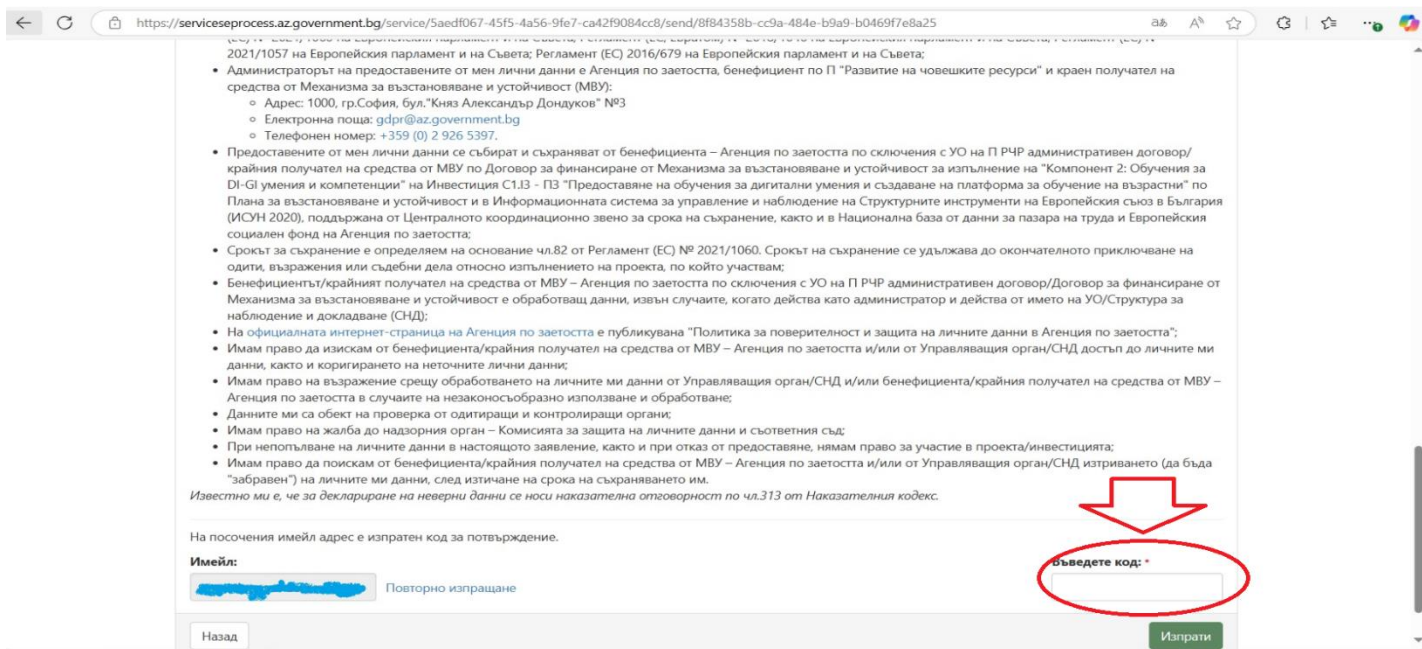 https://serviceseprocess.az.government.bg/service/5aedf067-45f5-4a56-9fe7-ca42f9084cc8/send/8f84358b-cc9a-484e-b9a9-b0469f7e8a25
2021/1057 на Европейския парламент и на Съвета; Регламент (ЕС) 2016/679 на Европейския парламент и на Съвета;
• Администраторът на предоставените от мен лични данни е Агенция по заетостта, бенефициент по П "Развитие на човешките ресурси" и краен получател на
средства от Механизма за възстановяване и устойчивост (МВУ):
◦ Адрес: 1000, гр.София, бул."Княз Александър Дондуков" №3
◦ Електронна поща: gdpr@az.government.bg
◦ Телефонен номер: +359 (0) 2 926 5397.
• Предоставените от мен лични данни се събират и съхраняват от бенефициента – Агенция по заетостта по сключения с УО на П РЧР административен договор/
крайния получател на средства от МВУ по Договор за финансиране от Механизма за възстановяване и устойчивост за изпълнение на "Компонент 2: Обучения за
DI-GI умения и компетенции" на Инвестиция C1.I3 - П3 "Предоставяне на обучения за дигитални умения и създаване на платформа за обучение на възрастни" по
Плана за възстановяване и устойчивост и в Информационната система за управление и наблюдение на Структурните инструменти на Европейския съюз в България
(ИСУН 2020), поддържана от Централното координационно звено за срока на съхранение, както и в Национална база от данни за пазара на труда и Европейския
социален фонд на Агенция по заетостта;
• Срокът за съхранение е определяем на основание чл.82 от Регламент (ЕС) № 2021/1060. Срокът на съхранение се удължава до окончателното приключване на
одити, възражения или съдебни дела относно изпълнението на проекта, по който участвам;
• Бенефициентът/крайният получател на средства от МВУ – Агенция по заетостта по сключения с УО на П РЧР административен договор/Договор за финансиране от
Механизма за възстановяване и устойчивост е обработващ данни, извън случаите, когато действа като администратор и действа от името на УО/Структура за
наблюдение и докладване (СНД);
• На официалната интернет-страница на Агенция по заетостта е публикувана "Политика за поверителност и защита на личните данни в Агенция по заетостта";
• Имам право да изискам от бенефициента/крайния получател на средства от МВУ – Агенция по заетостта и/или от Управляващия орган/СНД достъп до личните ми
данни, както и коригирането на неточните лични данни;
• Имам право на възражение срещу обработването на личните ми данни от Управляващия орган/СНД и/или бенефициента/крайния получател на средства от МВУ –
Агенция по заетостта в случаите на незаконосъобразно използване и обработване;
• Данните ми са обект на проверка от одитиращи и контролиращи органи;
• Имам право на жалба до надзорния орган – Комисията за защита на личните данни и съответния съд;
• При непопълване на личните данни в настоящото заявление, както и при отказ от предоставяне, нямам право за участие в проекта/инвестицията;
• Имам право да поискам от бенефициента/крайния получател на средства от МВУ – Агенция по заетостта и/или от Управляващия орган/СНД изтриването (да бъда
"забравен") на личните ми данни, след изтичане на срока на съхраняването им.
Известно ми е, че за деклариране на неверни данни се носи наказателна отговорност по чл.313 от Наказателния кодекс.
На посочения имейл адрес е изпратен код за потвърждение.
Имейл:
Въведете код: *
Повторно изпращане
Назад
Изпрати